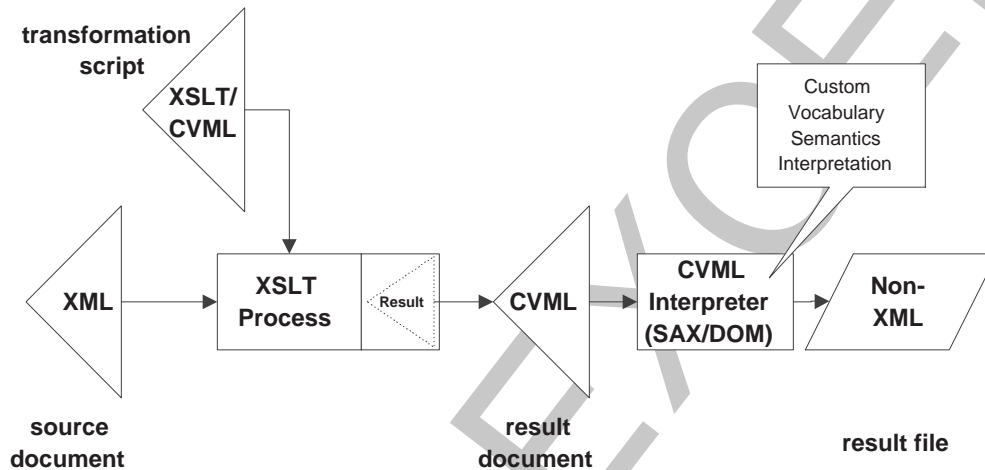 transformation
script
XSLT/
CVML
Custom
Vocabulary
Semantics
Interpretation
XML
XSLT
Process
Result
CVML
CVML
Interpreter
(SAX/DOM)
Non-
XML
source
document
result
document
result file